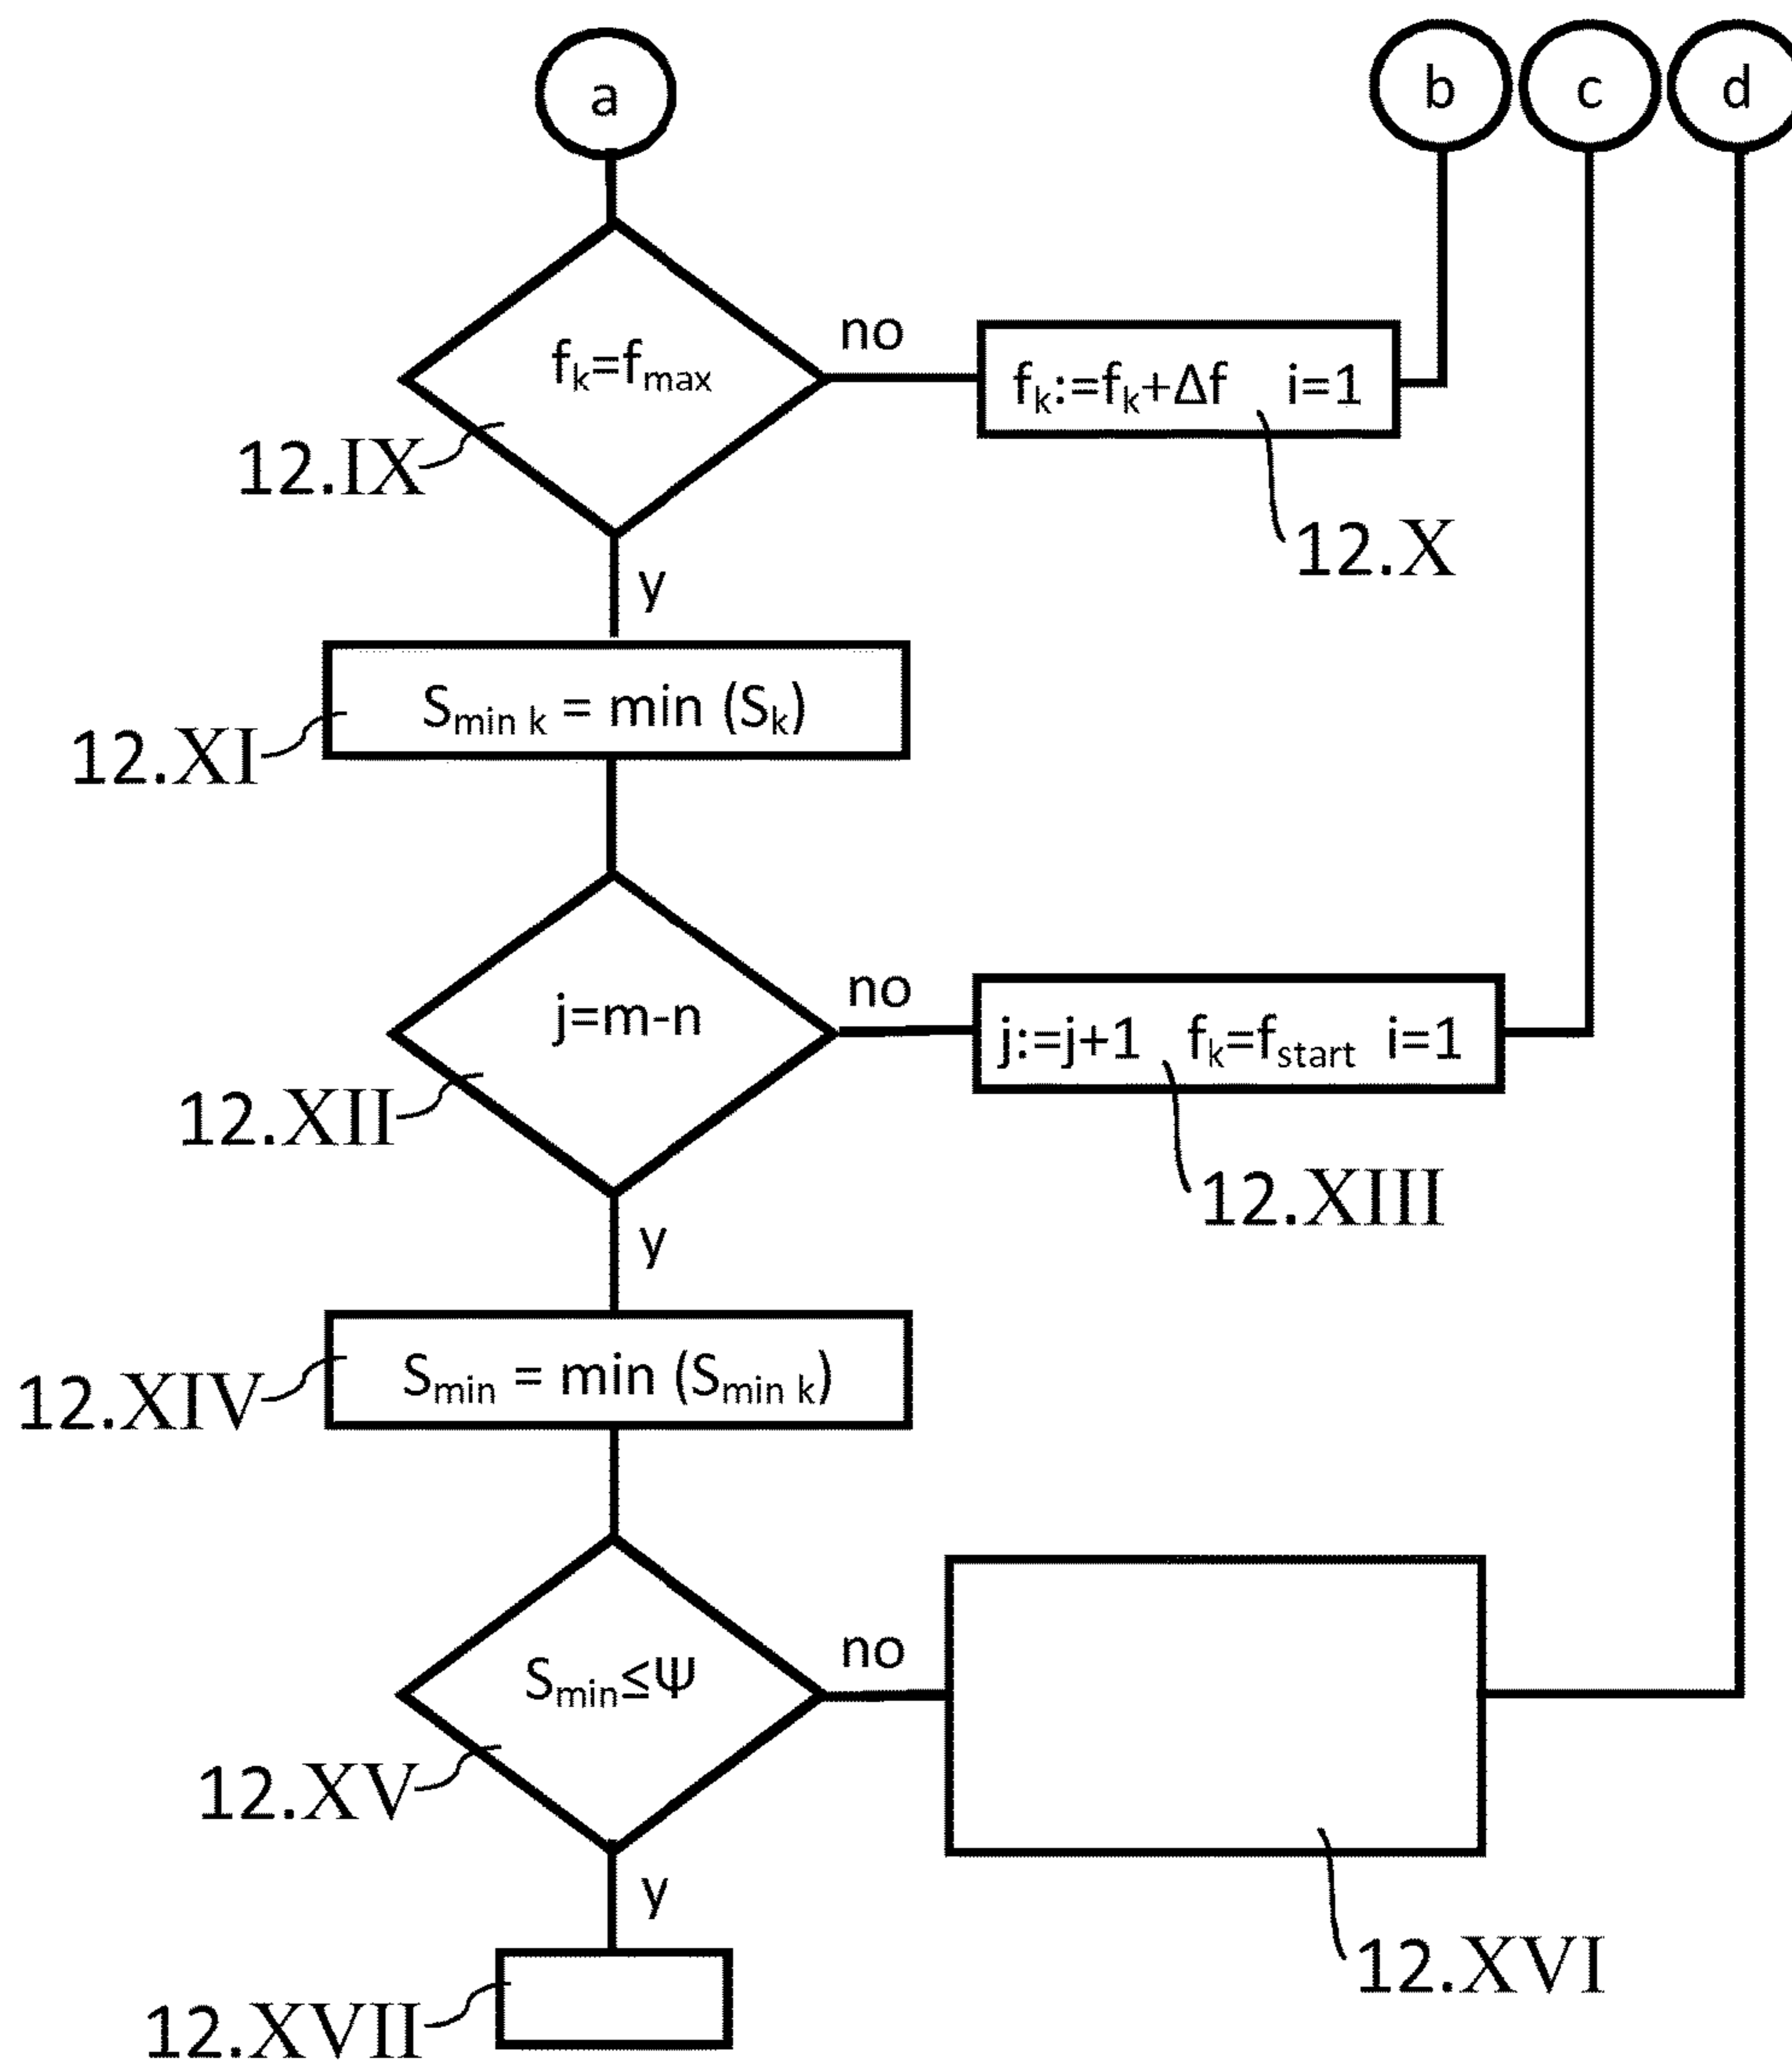 a
b
c
d
fk=fmax
no
fk:=fk+Δf i=1
12.IX
12.X
y
Smin k = min (Sk)
12.XI
j=m-n
no
j:=j+1 fk=fstart i=1
12.XII
12.XIII
y
Smin = min (Smin k)
12.XIV
Smin≤Ψ
no
12.XV
y
12.XVI
12.XVII